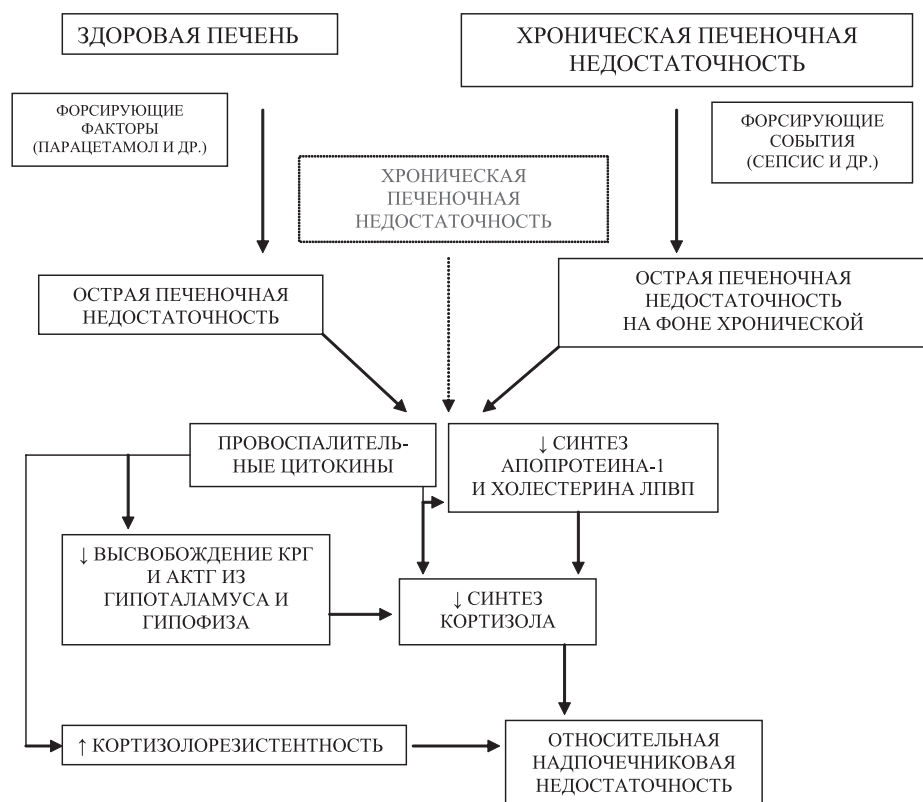 ЗДОРОВАЯ ПЕЧЕНЬ
ХРОНИЧЕСКАЯ ПЕЧЕНОЧНАЯ
НЕДОСТАТОЧНОСТЬ
ФОРСИРУЮЩИЕ
ФАКТОРЫ
(ПАРАЦЕТАМОЛ И ДР.)
ФОРСИРУЮЩИЕ
СОБЫТИЯ
(СЕПСИС И ДР.)
ХРОНИЧЕСКАЯ
ПЕЧЕНОЧНАЯ
НЕДОСТАТОЧНОСТЬ
ОСТРАЯ ПЕЧЕНОЧНАЯ
НЕДОСТАТОЧНОСТЬ
ОСТРАЯ ПЕЧЕНОЧНАЯ
НЕДОСТАТОЧНОСТЬ
НА ФОНЕ ХРОНИЧЕСКОЙ
ПРОВОСПАЛИТЕЛЬ-
НЫЕ ЦИТОКИНЫ
↓ СИНТЕЗ
АПОПРОТЕИНА-1
И ХОЛЕСТЕРИНА ЛПВП
↓ ВЫСВОБОЖДЕНИЕ КРГ
И АКТГ ИЗ
ГИПОТАЛАМУСА И
ГИПОФИЗА
↓ СИНТЕЗ
КОРТИЗОЛА
↑ КОРТИЗОЛОРЕЗИСТЕНТНОСТЬ
ОТНОСИТЕЛЬНАЯ
НАДПОЧЕЧНИКОВАЯ
НЕДОСТАТОЧНОСТЬ